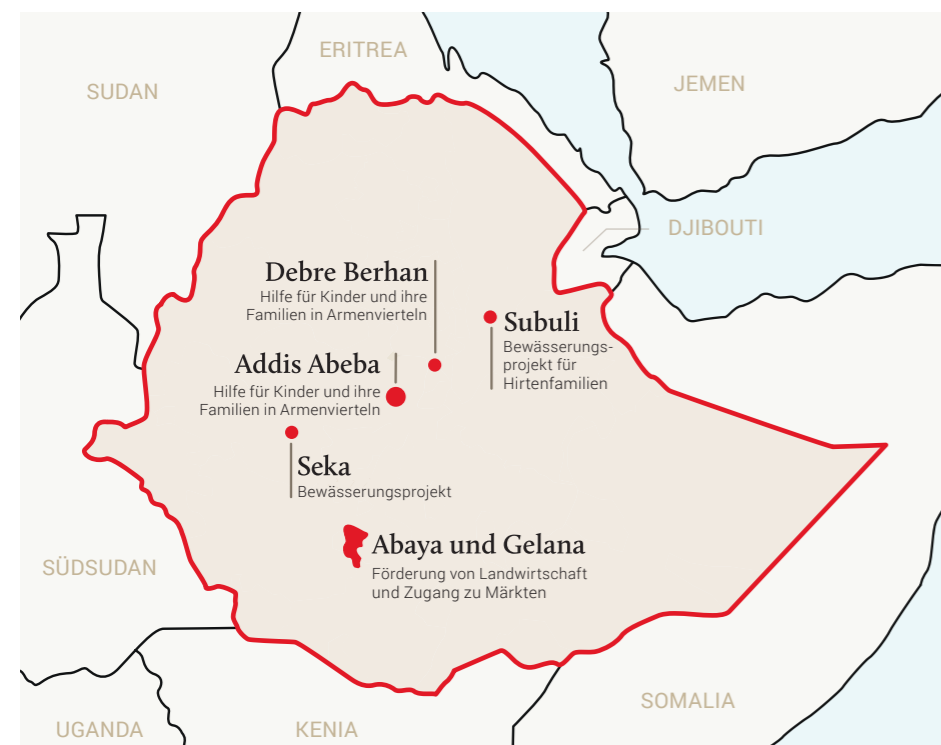 ERITREA
JEMEN
SUDAN
DJIBOUTI
Debre Berhan
Hilfe für Kinder und ihre
Familien in Armenvierteln
Subuli
Bewässerungs-
projekt für
Hirtenfamilien
Addis Abeba
Hilfe für Kinder und ihre
Familien in Armenvierteln
Seka
Bewässerungsprojekt
Abaya und Gelana
Förderung von Landwirtschaft
und Zugang zu Märkten
SÜDSUDAN
SOMALIA
UGANDA
KENIA